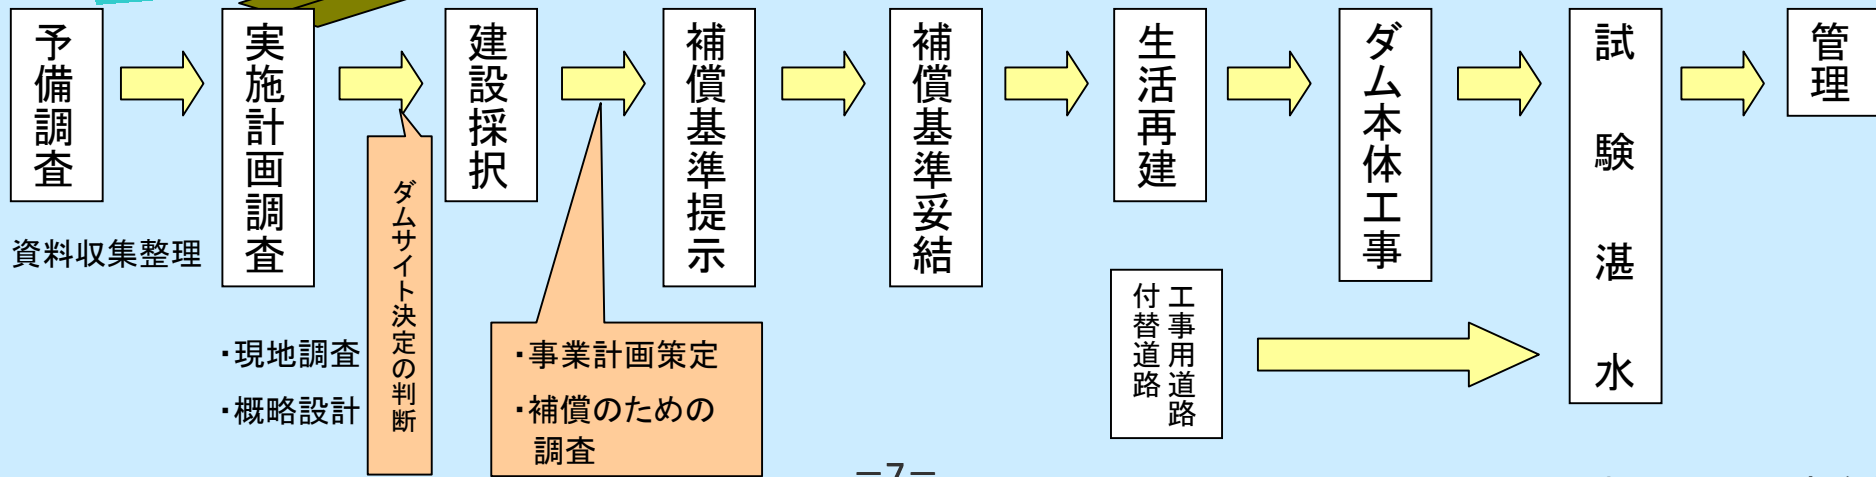 予備調査
資料収集整理
実施計画調査
・現地調査
・概略設計
ダムサイト決定の判断
建設採択
・事業計画策定
・補償のための
調査
補償基準提示
補償基準妥結
生活再建
工事用道路
付替道路
ダム本体工事
試験湛水
管理
－7－